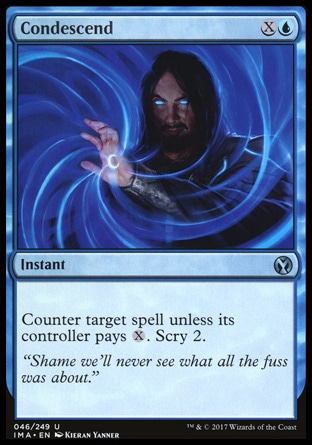 Condescend X
Instant
Counter target spell unless its
controller pays X. Scry 2.
“Shame we’ll never see what all the fuss
was about.”
046/249 U
IMA • EN Kieran Yanner ™ & © 2017 Wizards of the Coast